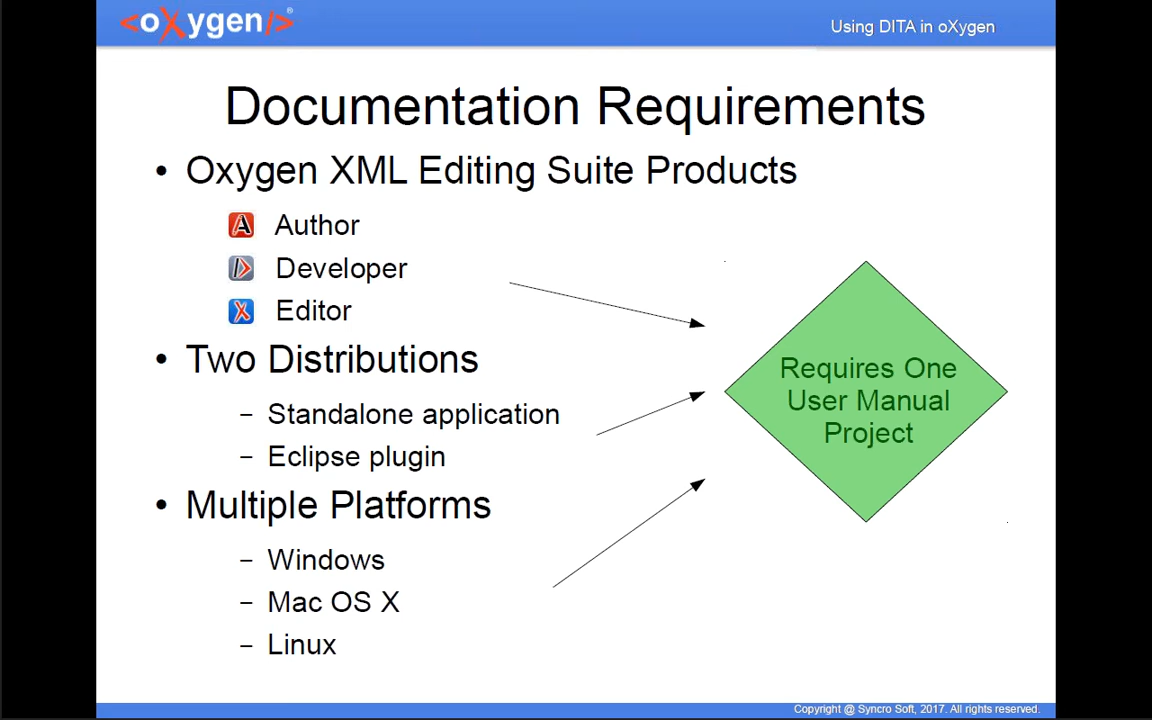 <oXygen/>®
Using DITA in oXygen
Documentation Requirements
• Oxygen XML Editing Suite Products
Author
Developer
Editor
• Two Distributions
– Standalone application
– Eclipse plugin
• Multiple Platforms
– Windows
– Mac OS X
– Linux
Requires One
User Manual
Project
Copyright @ Syncro Soft, 2017. All rights reserved.